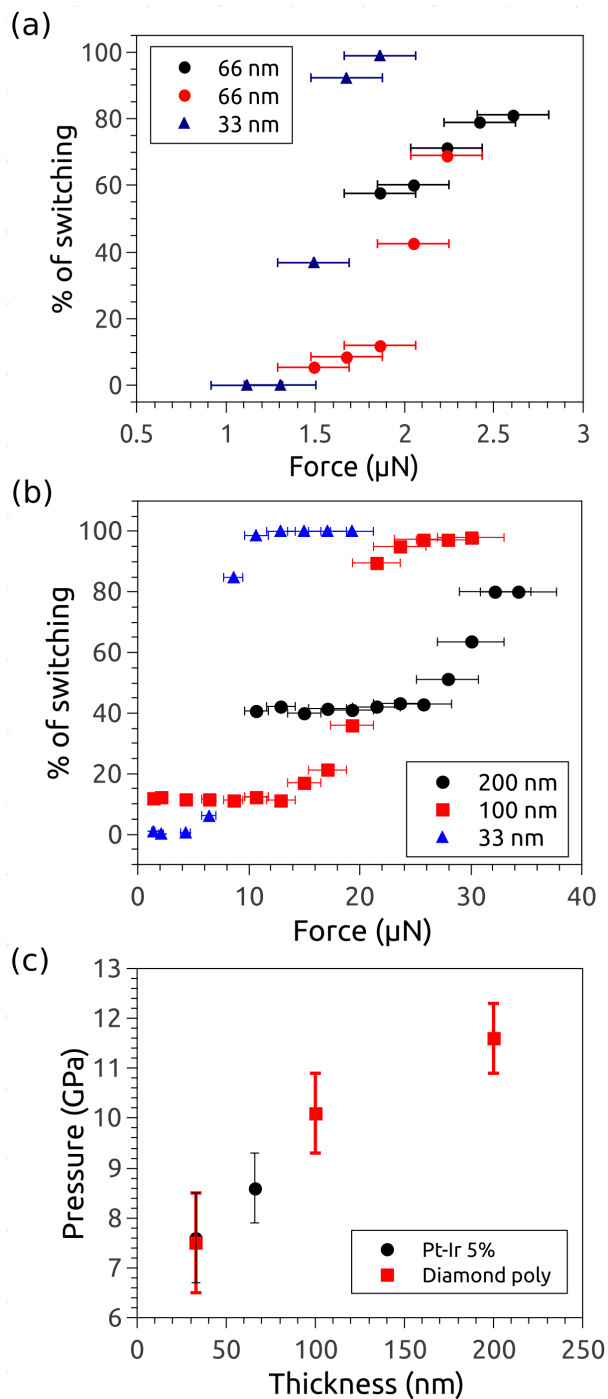 (a)
100
80
60
40
20
0
% of switching
66 nm
66 nm
33 nm
0.5
1
1.5
2
2.5
3
Force (µN)
(b)
100
80
60
40
20
0
% of switching
200 nm
100 nm
33 nm
0
10
20
30
40
Force (µN)
(c)
13
12
11
10
9
8
7
6
Pressure (GPa)
Pt-Ir 5%
Diamond poly
0
50
100
150
200
250
Thickness (nm)